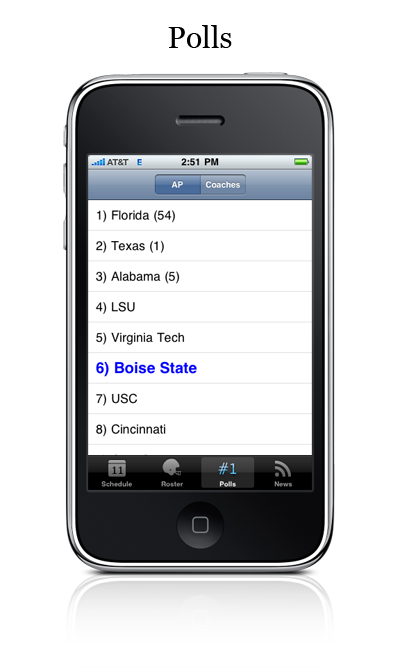 Polls
AT&T E 2:51 PM
AP Coaches
1) Florida (54)
2) Texas (1)
3) Alabama (5)
4) LSU
5) Virginia Tech
6) Boise State
7) USC
8) Cincinnati
11 #1
Schedule Roster Polls News